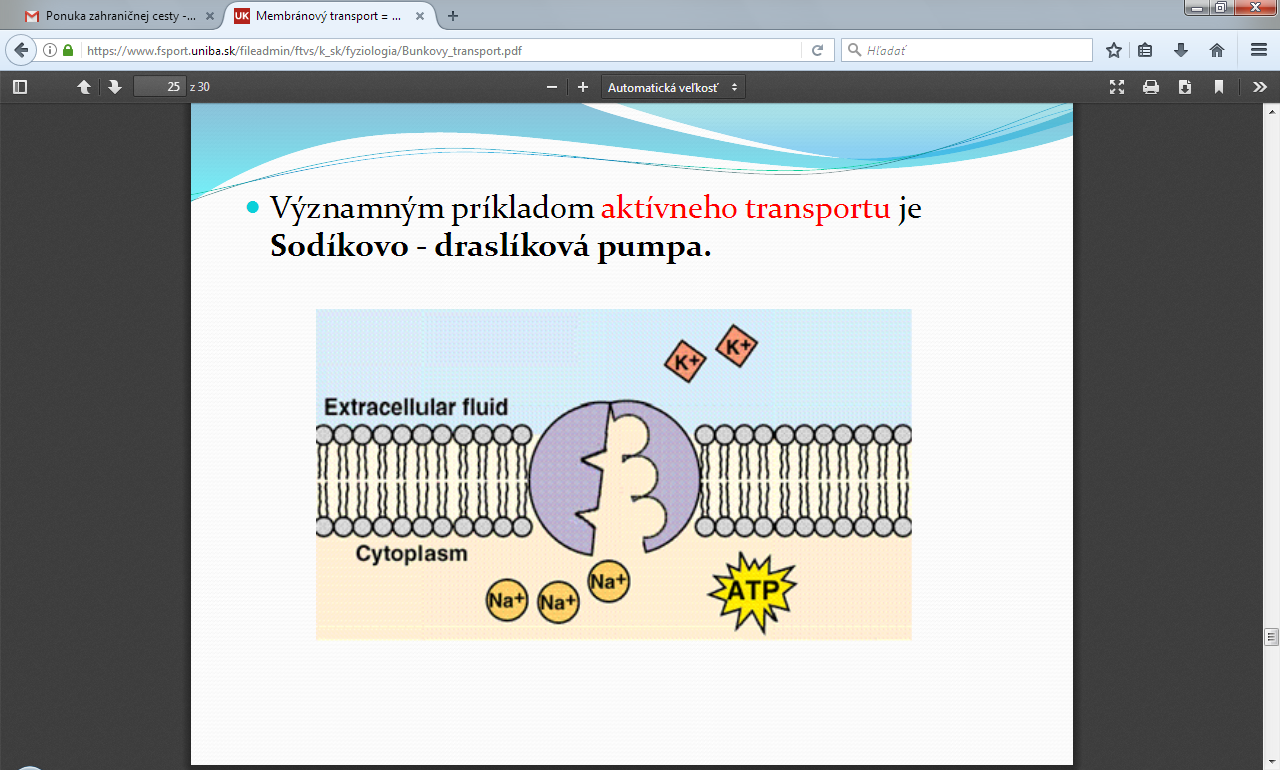 Ponuka zahraničnej cesty -...
UK Membránový transport = ...
https://www.fsport.uniba.sk/fileadmin/ftvs/k_sk/fyziologia/Bunkovy_transport.pdf
Hľadať
25 z 30
Automatická veľkosť
Významným príkladom aktívneho transportu je
Sodíkovo - draslíková pumpa.
K+ K+
Extracellular fluid
Cytoplasm
Na+ Na+ Na+
ATP